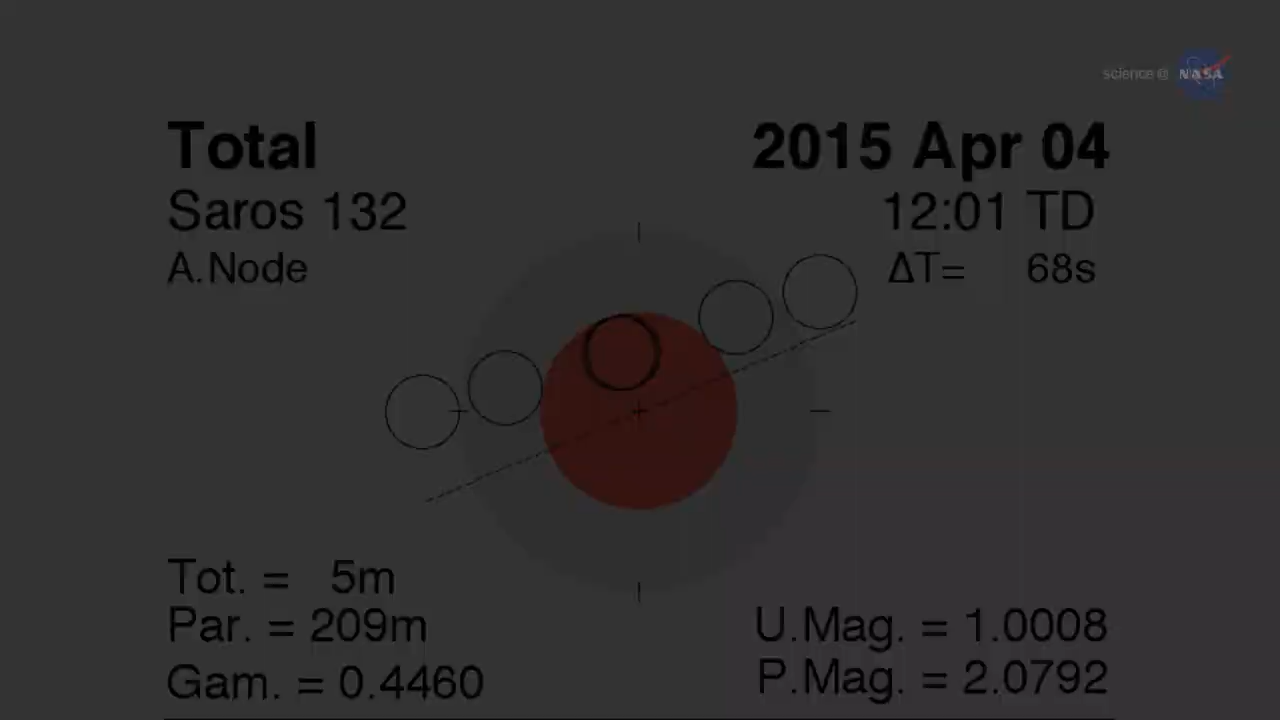 science@ NASA
Total
2015 Apr 04
Saros 132
12:01 TD
A.Node
ΔT= 68s
Tot. = 5m
Par. = 209m
U.Mag. = 1.0008
Gam. = 0.4460
P.Mag. = 2.0792